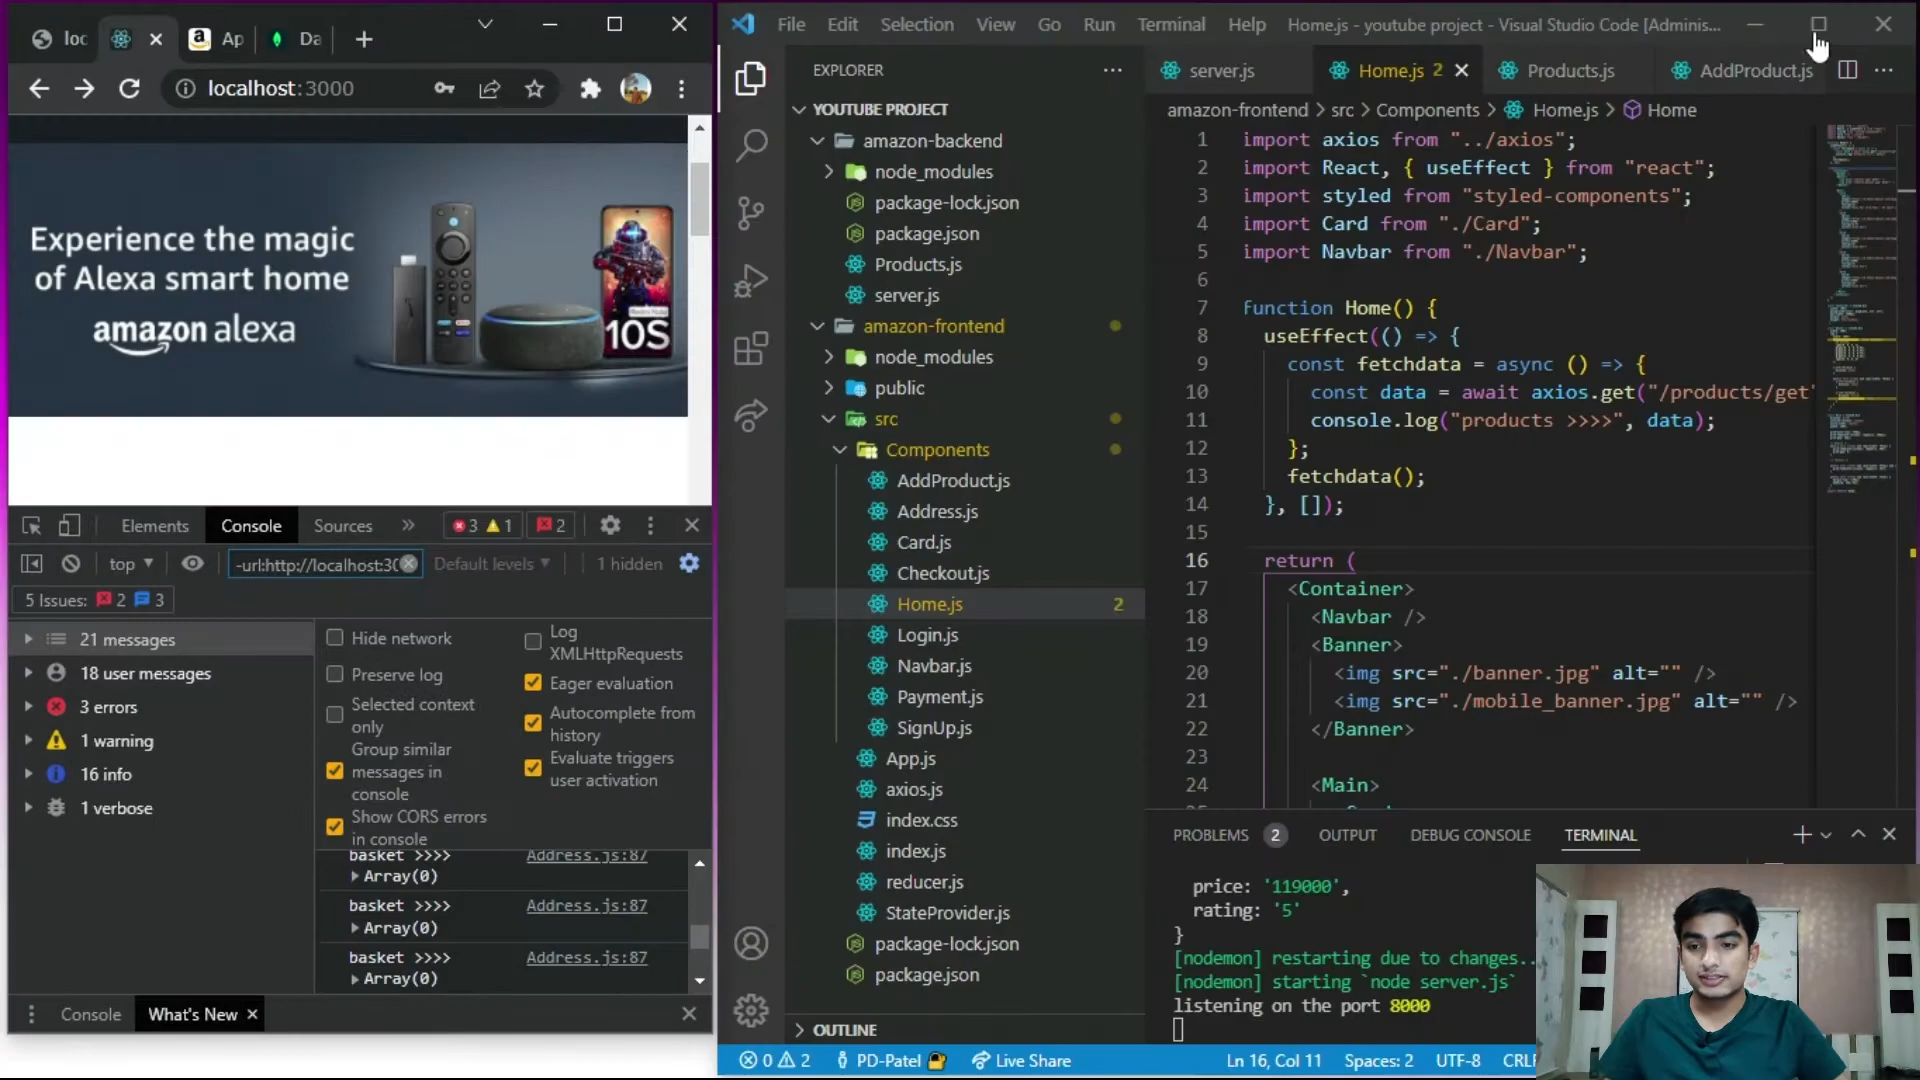 loc
Ap
Da
localhost:3000
Experience the magic
of Alexa smart home
amazon alexa
10S
Elements
Console
Sources
3
1
2
top
-url:http://localhost:30
Default levels
1 hidden
5 Issues:
2
3
21 messages
18 user messages
3 errors
1 warning
16 info
1 verbose
Hide network
Preserve log
Selected context
only
Group similar
messages in
console
Show CORS errors
in console
Log
XMLHttpRequests
Eager evaluation
Autocomplete from
history
Evaluate triggers
user activation
basket >>>> Address.js:87
Array(0)
basket >>>> Address.js:87
Array(0)
basket >>>> Address.js:87
Array(0)
Console
What's New
File Edit Selection View Go Run Terminal Help Home.js - youtube project - Visual Studio Code [Adminis...
EXPLORER
YOUTUBE PROJECT
amazon-backend
node_modules
package-lock.json
package.json
Products.js
server.js
amazon-frontend
node_modules
public
src
Components
AddProduct.js
Address.js
Card.js
Checkout.js
Home.js 2
Login.js
Navbar.js
Payment.js
SignUp.js
App.js
axios.js
index.css
index.js
reducer.js
StateProvider.js
package-lock.json
package.json
OUTLINE
server.js
Home.js 2
Products.js
AddProduct.js
amazon-frontend > src > Components > Home.js > Home
1 import axios from "../axios";
2 import React, { useEffect } from "react";
3 import styled from "styled-components";
4 import Card from "./Card";
5 import Navbar from "./Navbar";
6
7 function Home() {
8 useEffect(() => {
9 const fetchdata = async () => {
10 const data = await axios.get("/products/get"
11 console.log("products >>>>", data);
12 };
13 fetchdata();
14 }, []);
15
16 return (
17 <Container>
18 <Navbar />
19 <Banner>
20 <img src="./banner.jpg" alt="" />
21 <img src="./mobile_banner.jpg" alt="" />
22 </Banner>
23
24 <Main>
PROBLEMS 2 OUTPUT DEBUG CONSOLE TERMINAL
price: '119000',
rating: '5'
}
[nodemon] restarting due to changes..
[nodemon] starting `node server.js`
listening on the port 8000
0 2 PD-Patel Live Share
Ln 16, Col 11 Spaces: 2 UTF-8 CRLF